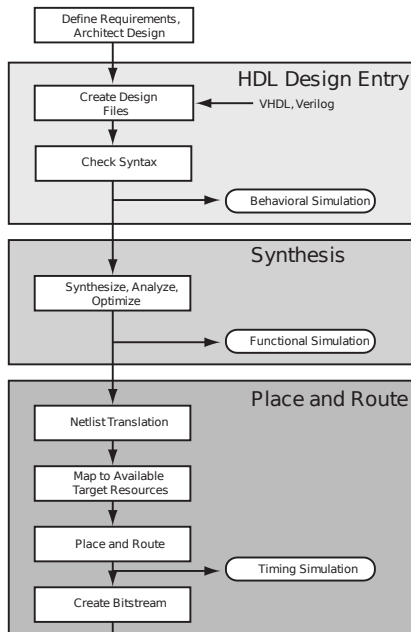 Define Requirements,
Architect Design
HDL Design Entry
Create Design
Files
VHDL, Verilog
Check Syntax
Behavioral Simulation
Synthesis
Synthesize, Analyze,
Optimize
Functional Simulation
Place and Route
Netlist Translation
Map to Available
Target Resources
Place and Route
Timing Simulation
Create Bitstream